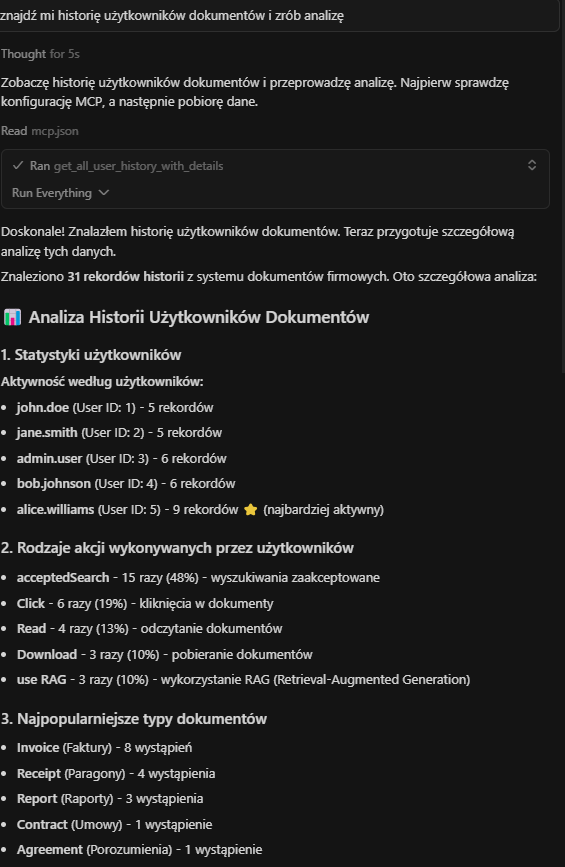 znajdź mi historię użytkowników dokumentów i zrób analizę
Thought for 5s
Zobaczę historię użytkowników dokumentów i przeprowadzę analizę. Najpierw sprawdzę
konfigurację MCP, a następnie pobiorę dane.
Read mcp.json
Ran get_all_user_history_with_details
Run Everything
Doskonale! Znalazłem historię użytkowników dokumentów. Teraz przygotuje szczegółową
analizę tych danych.
Znaleziono 31 rekordów historii z systemu dokumentów firmowych. Oto szczegółowa analiza:
📊 Analiza Historii Użytkowników Dokumentów
1. Statystyki użytkowników
Aktywność według użytkowników:
• john.doe (User ID: 1) - 5 rekordów
• jane.smith (User ID: 2) - 5 rekordów
• admin.user (User ID: 3) - 6 rekordów
• bob.johnson (User ID: 4) - 6 rekordów
• alice.williams (User ID: 5) - 9 rekordów ⭐ (najbardziej aktywny)
2. Rodzaje akcji wykonywanych przez użytkowników
• acceptedSearch - 15 razy (48%) - wyszukiwania zaakceptowane
• Click - 6 razy (19%) - kliknięcia w dokumenty
• Read - 4 razy (13%) - odczytanie dokumentów
• Download - 3 razy (10%) - pobieranie dokumentów
• use RAG - 3 razy (10%) - wykorzystanie RAG (Retrieval-Augmented Generation)
3. Najpopularniejsze typy dokumentów
• Invoice (Faktury) - 8 wystąpień
• Receipt (Paragony) - 4 wystąpienia
• Report (Raporty) - 3 wystąpienia
• Contract (Umowy) - 1 wystąpienie
• Agreement (Porozumienia) - 1 wystąpienie